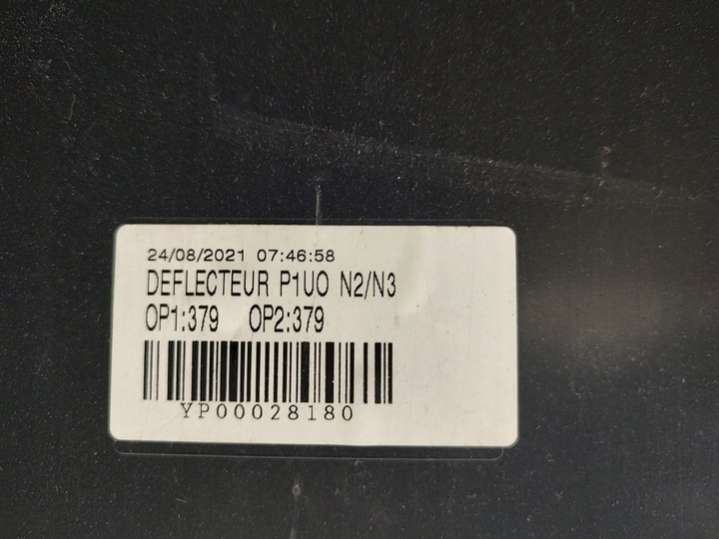 24/08/2021 07:46:58
DEFLECTEUR P1UO N2/N3
OP1:379 OP2:379
YP00028180